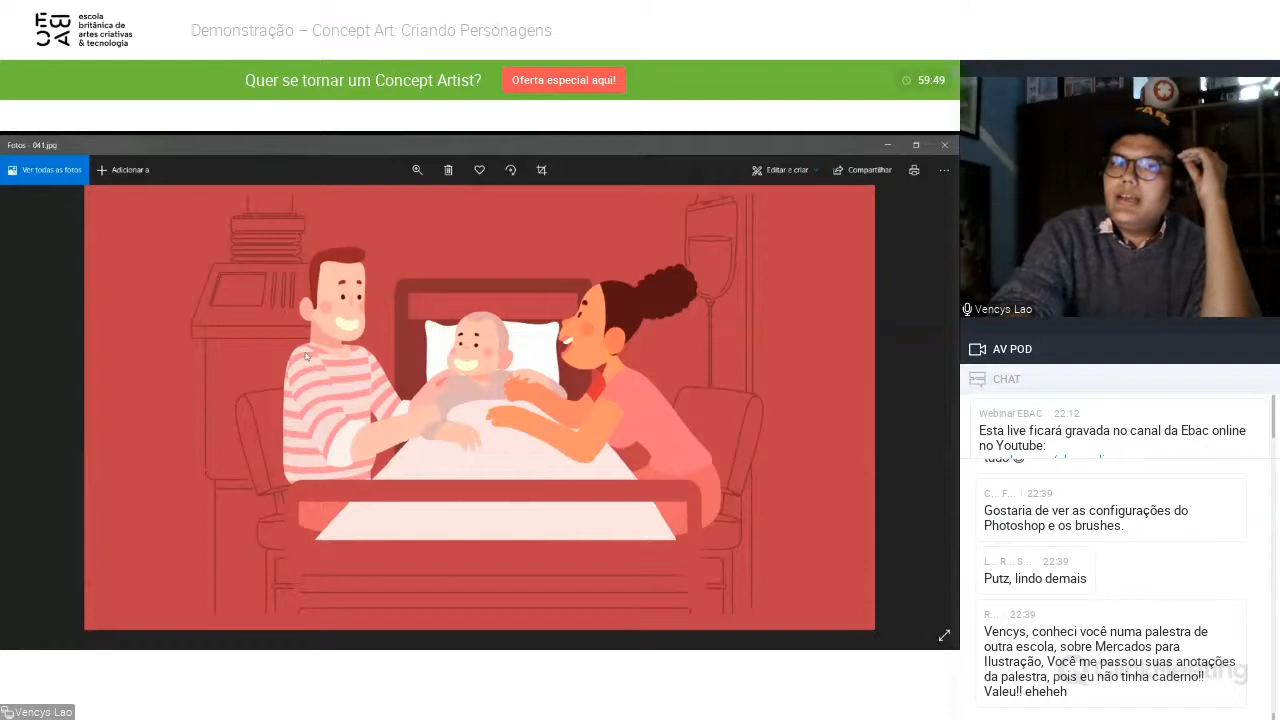 EBAC
escola
britânica de
artes criativas
& tecnologia
Demonstração – Concept Art: Criando Personagens
Quer se tornar um Concept Artist?
Oferta especial aqui!
59:49
Fotos - 041.jpg
Ver todas as fotos
Adicionar a
Editar e criar
Compartilhar
Vencys Lao
AV POD
CHAT
Webinar EBAC 22:12
Esta live ficará gravada no canal da Ebac online
no Youtube:
tudo
C... F... 22:39
Gostaria de ver as configurações do
Photoshop e os brushes.
L... R... S... 22:39
Putz, lindo demais
R... 22:39
Vencys, conheci você numa palestra de
outra escola, sobre Mercados para
Ilustração, Você me passou suas anotações
da palestra, pois eu não tinha caderno!!
Valeu!! eheheh
Vencys Lao